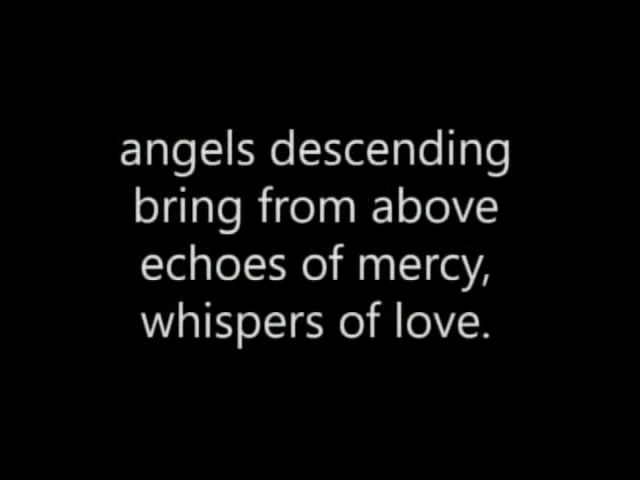 angels descending
bring from above
echoes of mercy,
whispers of love.